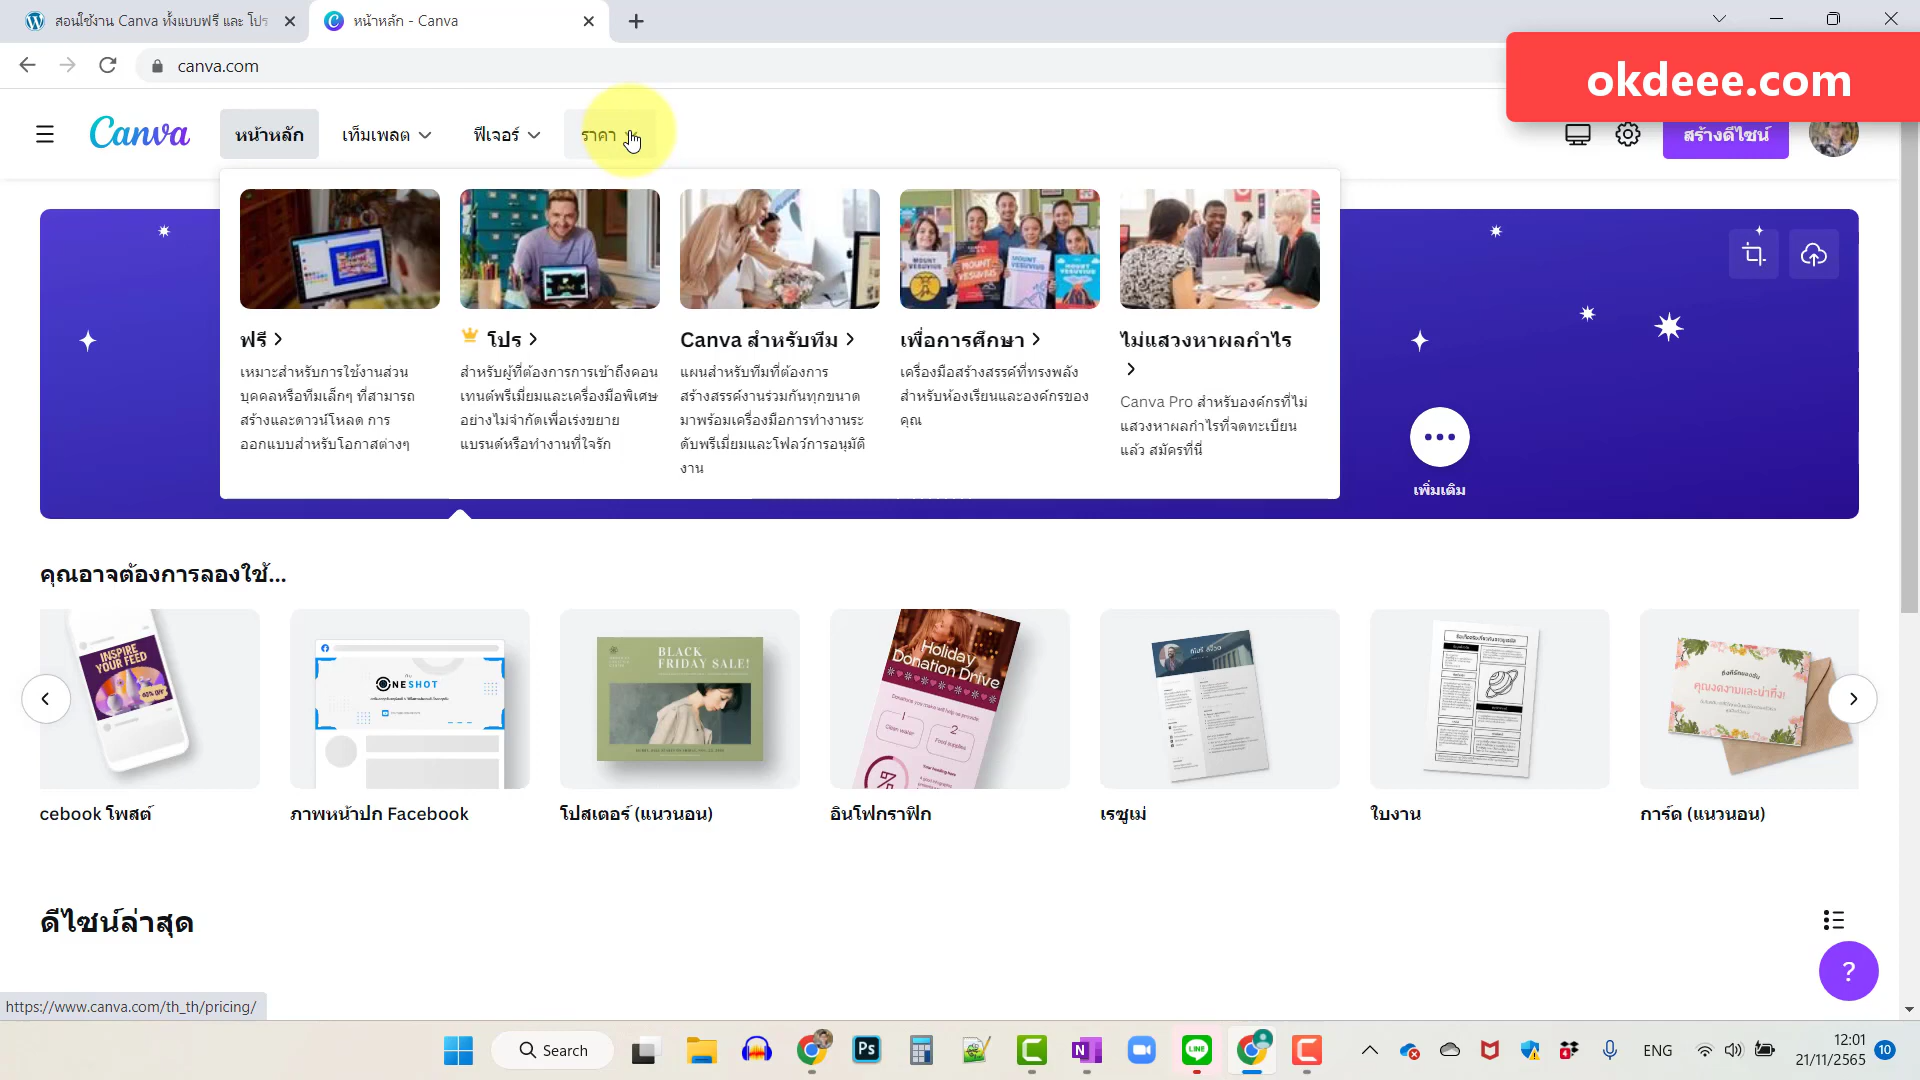 สอนใช้งาน Canva ทั้งแบบฟรี และ โปร
หน้าหลัก - Canva
canva.com
okdeee.com
Canva
หน้าหลัก
เท็มเพลต
ฟีเจอร์
ราคา
สร้างดีไซน์
ฟรี
เหมาะสำหรับการใช้งานส่วน
บุคคลหรือทีมเล็กๆ ที่สามารถ
สร้างและดาวน์โหลด การ
ออกแบบสำหรับโอกาสต่างๆ
โปร
สำหรับผู้ที่ต้องการการเข้าถึงคอน
เทนต์พรีเมี่ยมและเครื่องมือพิเศษ
อย่างไม่จำกัดเพื่อเร่งขยาย
แบรนด์หรือทำงานที่ใจรัก
Canva สำหรับทีม
แผนสำหรับทีมที่ต้องการ
สร้างสรรค์งานร่วมกันทุกขนาด
มาพร้อมเครื่องมือการทำงานระ
ดับพรีเมี่ยมและโฟลว์การอนุมัติ
งาน
เพื่อการศึกษา
เครื่องมือสร้างสรรค์ที่ทรงพลัง
สำหรับห้องเรียนและองค์กรของ
คุณ
ไม่แสวงหาผลกำไร
Canva Pro สำหรับองค์กรที่ไม่
แสวงหาผลกำไรที่จดทะเบียน
แล้ว สมัครที่นี่
เพิ่มเติม
คุณอาจต้องการลองใช้...
INSPIRE
YOUR FEED
ONESHOT
BLACK
FRIDAY SALE!
Holiday
Donation Drive
1
Clean water
2
Food supplies
คุณงดงามและน่าทึ่ง!
cebook โพสต์
ภาพหน้าปก Facebook
โปสเตอร์ (แนวนอน)
อินโฟกราฟิก
เรซูเม่
ใบงาน
การ์ด (แนวนอน)
ดีไซน์ล่าสุด
?
https://www.canva.com/th_th/pricing/
Search
Ps
LINE
ENG
12:01
21/11/2565
10